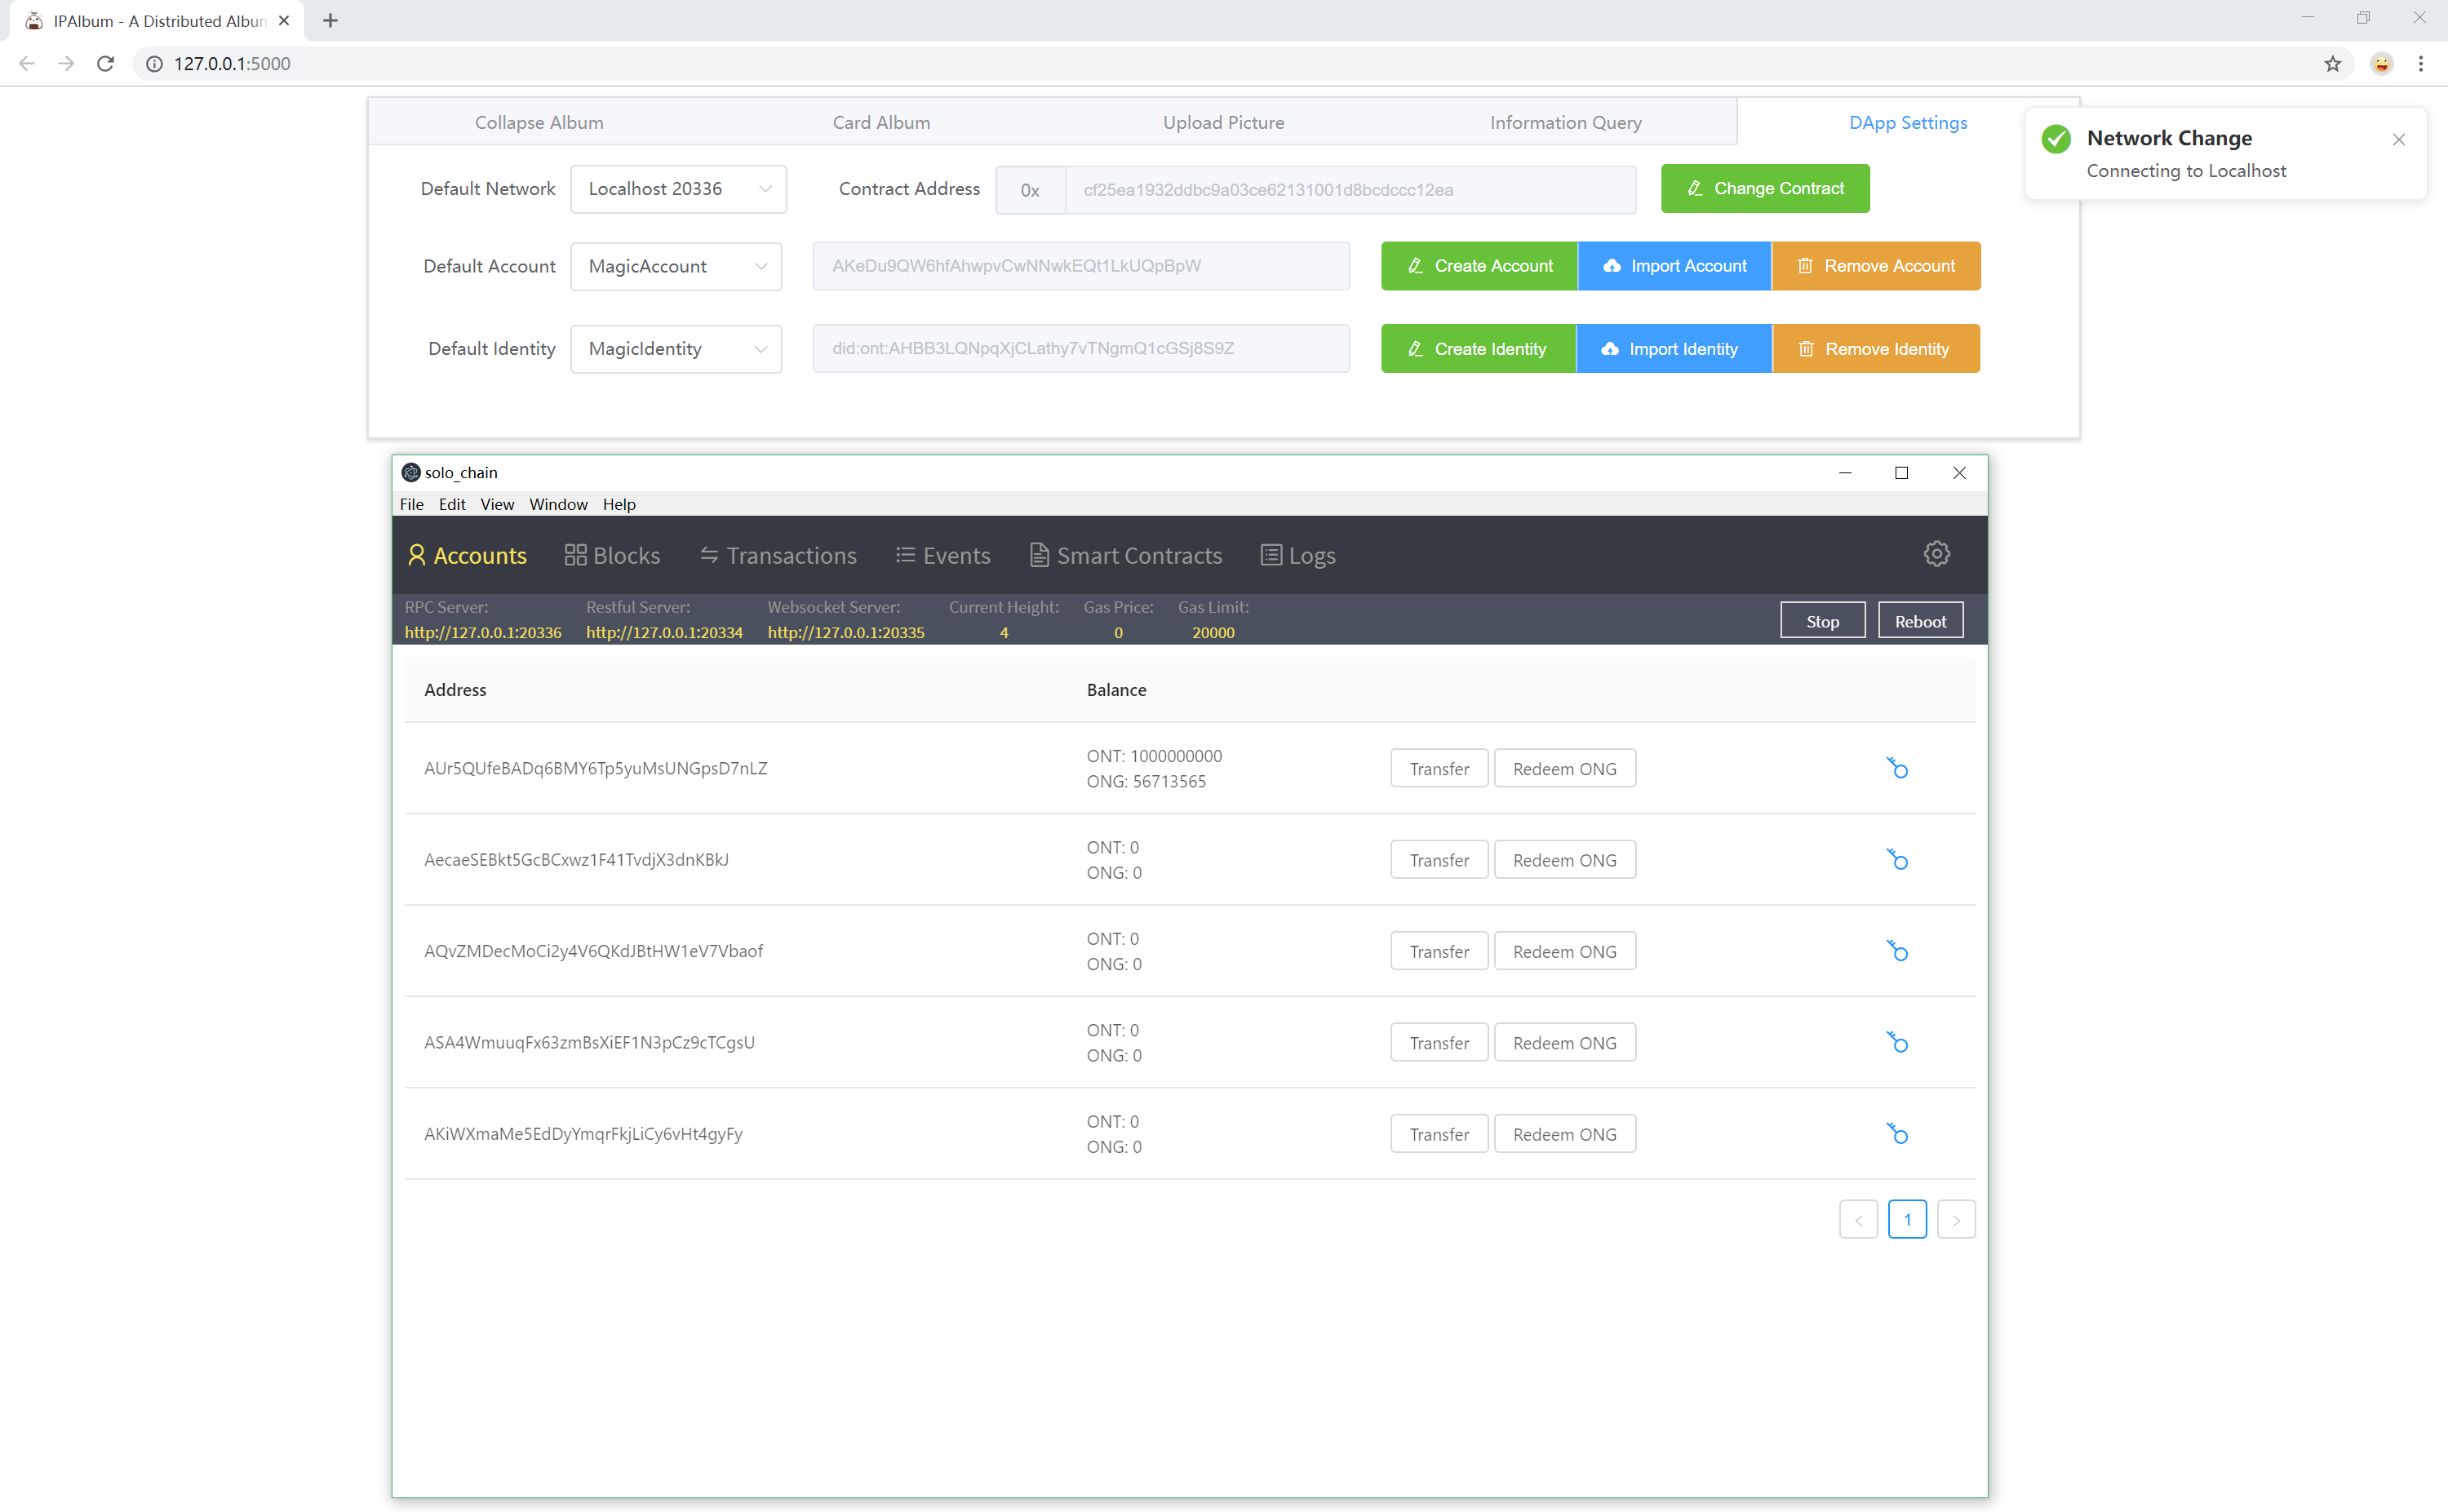 IPAlbum - A Distributed Album
127.0.0.1:5000
Collapse Album Card Album Upload Picture Information Query DApp Settings
Network Change
Connecting to Localhost
Default Network Localhost 20336 Contract Address 0x cf25ea1932ddbc9a03ce62131001d8bcdccc12ea Change Contract
Default Account MagicAccount AKeDu9QW6hfAhwpvCwNNwkEQt1LkUQpBpW Create Account Import Account Remove Account
Default Identity MagicIdentity did:ont:AHBB3LQNpqXjCLathy7vTNgmQ1cGSj8S9Z Create Identity Import Identity Remove Identity
solo_chain
File Edit View Window Help
Accounts Blocks Transactions Events Smart Contracts Logs
RPC Server: Restful Server: Websocket Server: Current Height: Gas Price: Gas Limit:
http://127.0.0.1:20336 http://127.0.0.1:20334 http://127.0.0.1:20335 4 0 20000 Stop Reboot
Address Balance
AUr5QUfeBADq6BMY6Tp5yuMsUNGpsD7nLZ ONT: 1000000000 Transfer Redeem ONG
ONG: 56713565
AecaeSEBkt5GcBCxwz1F41TvdjX3dnKBkJ ONT: 0 Transfer Redeem ONG
ONG: 0
AQvZMDecMoCi2y4V6QKdJBtHW1eV7Vbaof ONT: 0 Transfer Redeem ONG
ONG: 0
ASA4WmuuqFx63zmBsXiEF1N3pCz9cTCgsU ONT: 0 Transfer Redeem ONG
ONG: 0
AKiWXmaMe5EdDyYmqrFkjLiCy6vHt4gyFy ONT: 0 Transfer Redeem ONG
ONG: 0
< 1 >